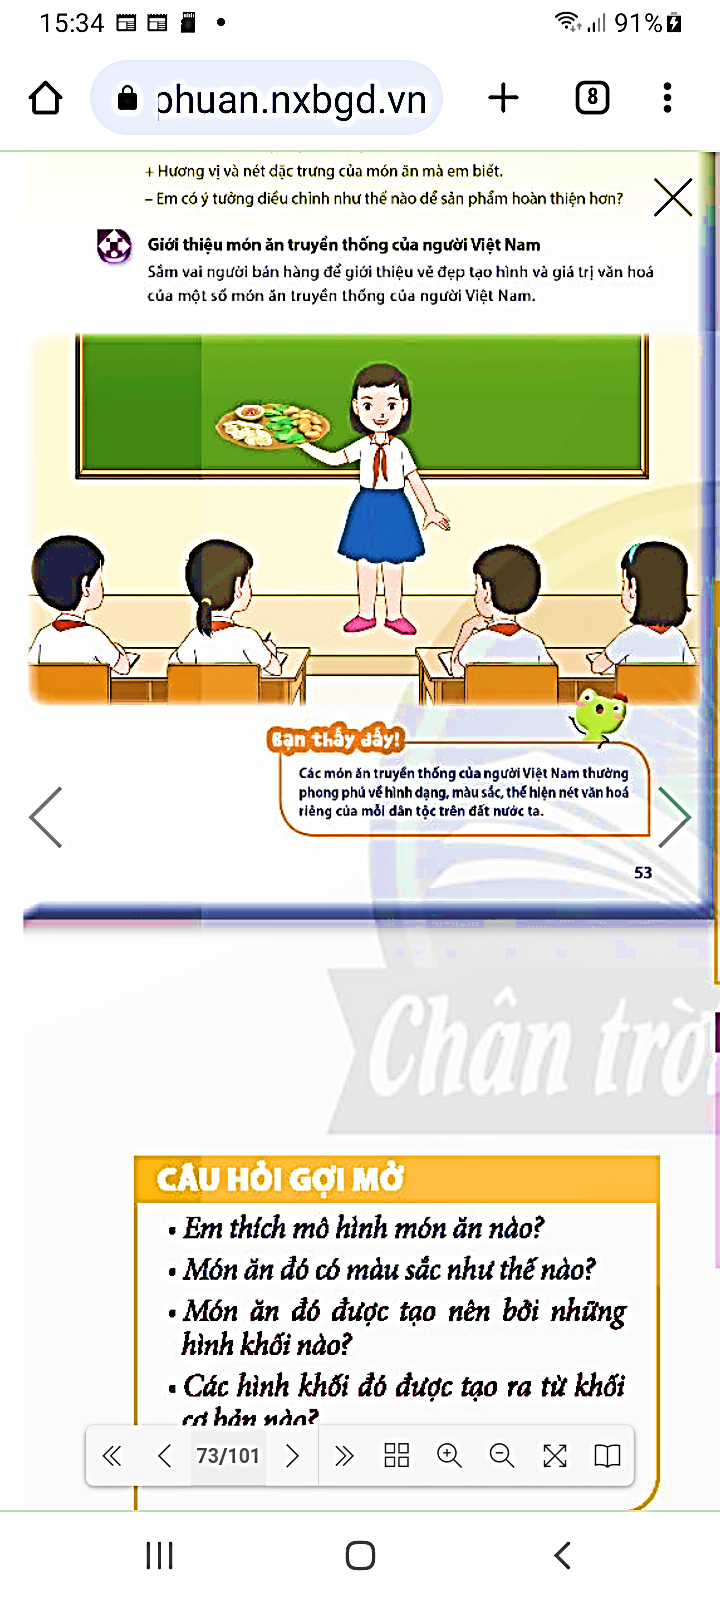 15:34
91%
phuan.nxbgd.vn
8
+ Hương vị và nét đặc trưng của món ăn mà em biết.
– Em có ý tưởng điều chỉnh như thế nào để sản phẩm hoàn thiện hơn?
Giới thiệu món ăn truyền thống của người Việt Nam
Sắm vai người bán hàng để giới thiệu vẻ đẹp tạo hình và giá trị văn hoá
của một số món ăn truyền thống của người Việt Nam.
Bạn thấy đấy!
Các món ăn truyền thống của người Việt Nam thường
phong phú về hình dạng, màu sắc, thể hiện nét văn hoá
riêng của mỗi dân tộc trên đất nước ta.
53
Chân trờ
CÂU HỎI GỢI MỞ
• Em thích mô hình món ăn nào?
• Món ăn đó có màu sắc như thế nào?
• Món ăn đó được tạo nên bởi những
hình khối nào?
• Các hình khối đó được tạo ra từ khối
cơ bản nào?
73/101